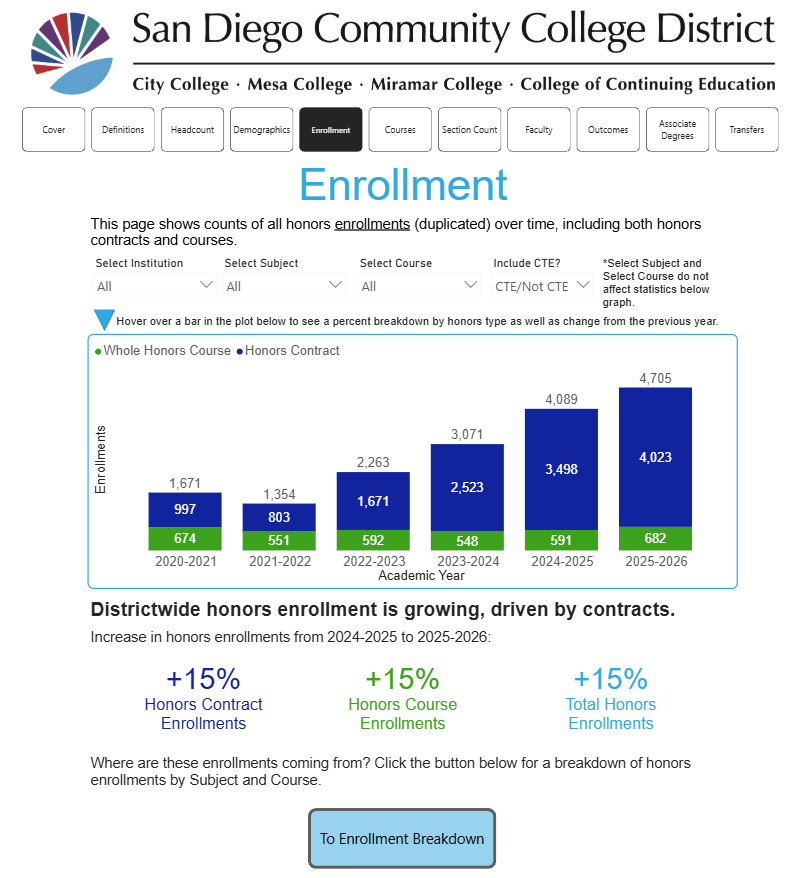 San Diego Community College District
City College · Mesa College · Miramar College · College of Continuing Education
Cover
Definitions
Headcount
Demographics
Enrollment
Courses
Section Count
Faculty
Outcomes
Associate
Degrees
Transfers
Enrollment
This page shows counts of all honors enrollments (duplicated) over time, including both honors
contracts and courses.
Select Institution
All
Select Subject
All
Select Course
All
Include CTE?
CTE/Not CTE
*Select Subject and
Select Course do not
affect statistics below
graph.
Hover over a bar in the plot below to see a percent breakdown by honors type as well as change from the previous year.
Whole Honors Course
Honors Contract
Enrollments
1,671
997
674
2020-2021
1,354
803
551
2021-2022
2,263
1,671
592
2022-2023
3,071
2,523
548
2023-2024
4,089
3,498
591
2024-2025
4,705
4,023
682
2025-2026
Academic Year
Districtwide honors enrollment is growing, driven by contracts.
Increase in honors enrollments from 2024-2025 to 2025-2026:
+15%
Honors Contract
Enrollments
+15%
Honors Course
Enrollments
+15%
Total Honors
Enrollments
Where are these enrollments coming from? Click the button below for a breakdown of honors
enrollments by Subject and Course.
To Enrollment Breakdown